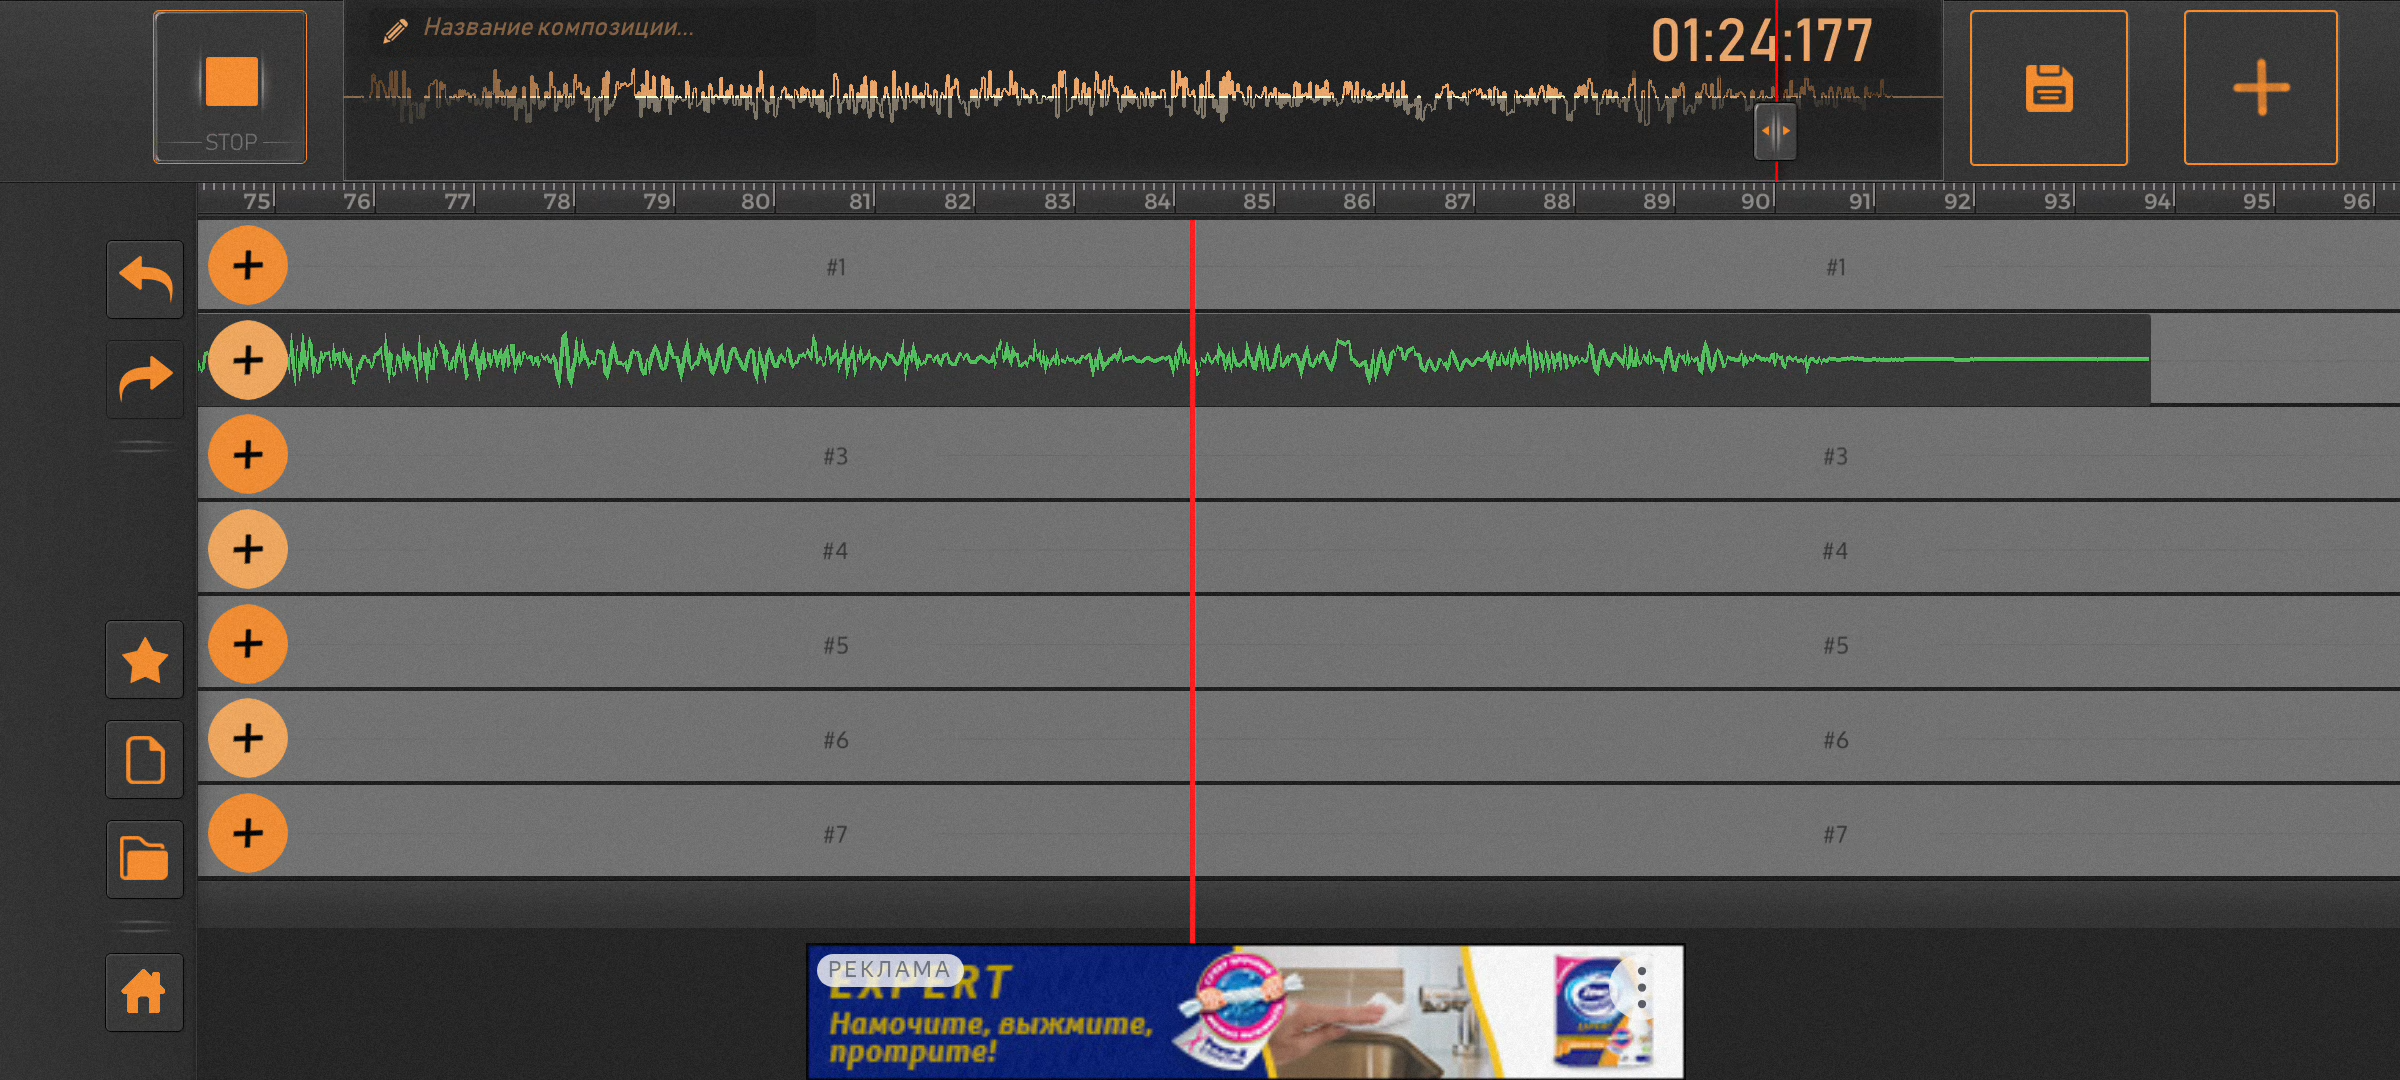 Название композиции...
01:24:177
STOP
75 76 77 78 79 80 81 82 83 84 85 86 87 88 89 90 91 92 93 94 95 96
#1 #1
#3 #3
#4 #4
#5 #5
#6 #6
#7 #7
РЕКЛАМА
EXPERT
Намочите, выжмите,
протрите!